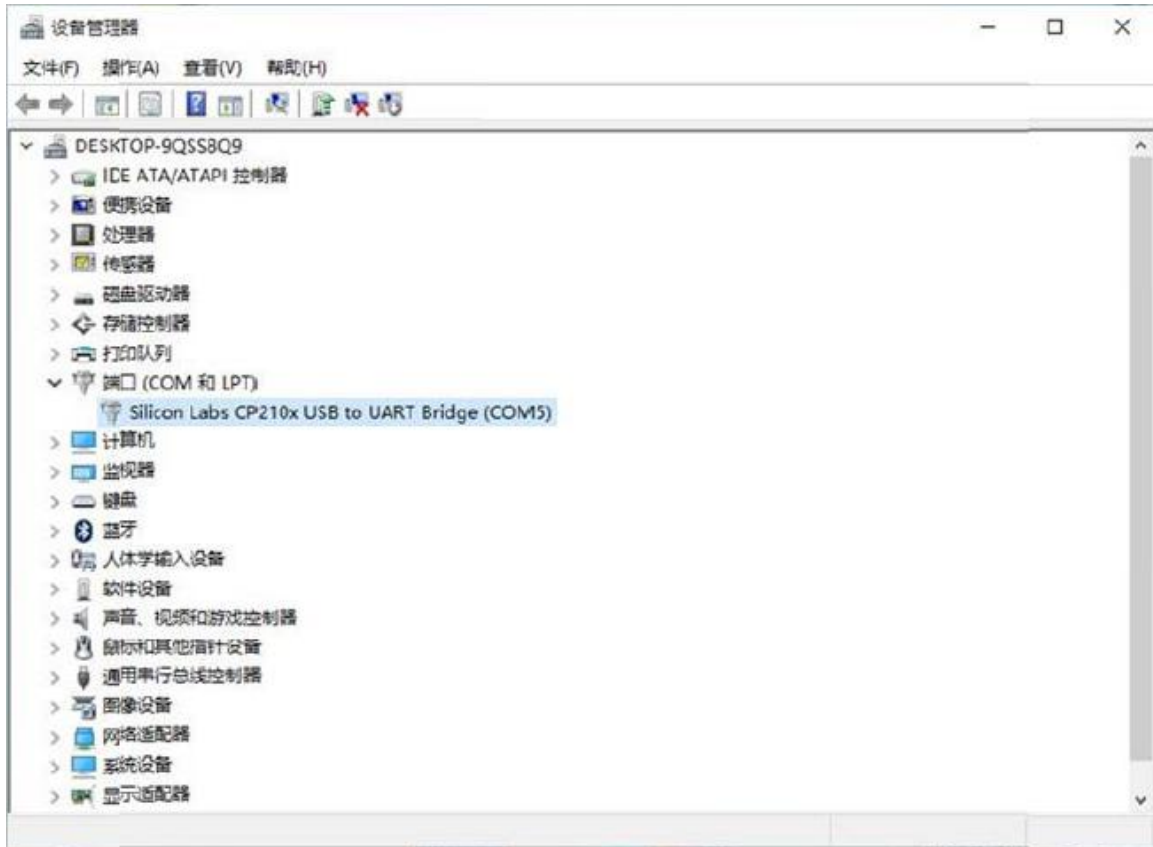 设备管理器
文件(F) 操作(A) 查看(V) 帮助(H)
DESKTOP-9QSS8Q9
IDE ATA/ATAPI 控制器
便携设备
处理器
传感器
磁盘驱动器
存储控制器
打印队列
端口 (COM 和 LPT)
Silicon Labs CP210x USB to UART Bridge (COM5)
计算机
监视器
键盘
蓝牙
人体学输入设备
软件设备
声音、视频和游戏控制器
鼠标和其他指针设备
通用串行总线控制器
图像设备
网络适配器
系统设备
显示适配器